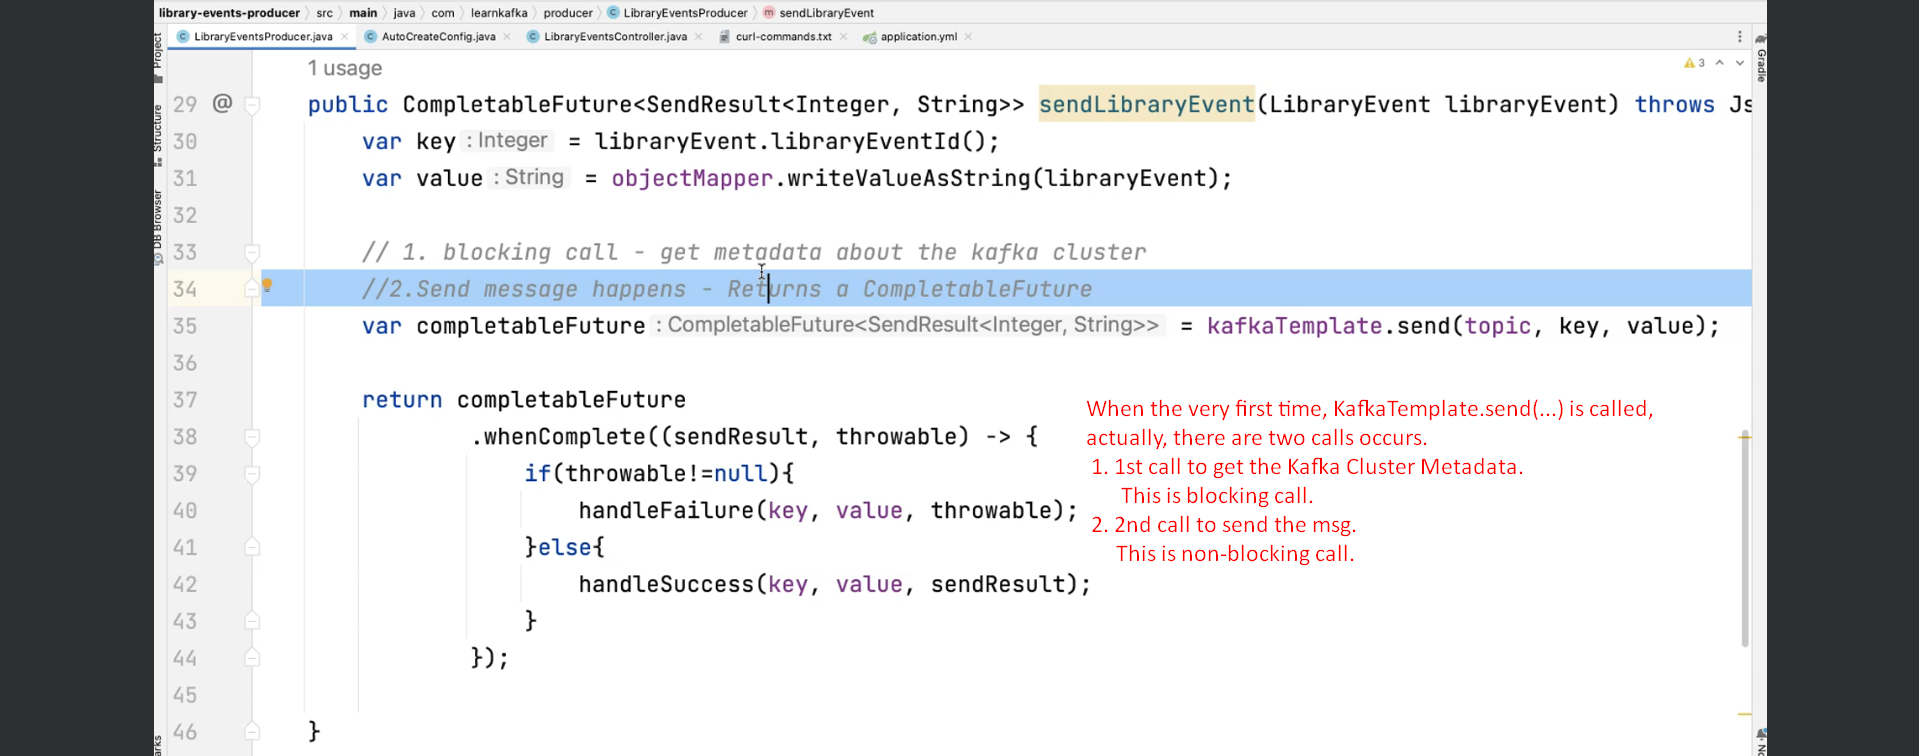 library-events-producer > src > main > java > com > learnkafka > producer > LibraryEventsProducer > sendLibraryEvent
LibraryEventsProducer.java × AutoCreateConfig.java × LibraryEventsController.java × curl-commands.txt × application.yml ×
Project
Structure
DB Browser
Gradle
1 usage
3
29 @ public CompletableFuture<SendResult<Integer, String>> sendLibraryEvent(LibraryEvent libraryEvent) throws Js
30 var key : Integer = libraryEvent.libraryEventId();
31 var value : String = objectMapper.writeValueAsString(libraryEvent);
32
33 // 1. blocking call - get metadata about the kafka cluster
34 //2.Send message happens - Returns a CompletableFuture
35 var completableFuture : CompletableFuture<SendResult<Integer, String>> = kafkaTemplate.send(topic, key, value);
36
37 return completableFuture
38 .whenComplete((sendResult, throwable) -> {
39 if(throwable!=null){
40 handleFailure(key, value, throwable);
41 }else{
42 handleSuccess(key, value, sendResult);
43 }
44 });
45
46 }
When the very first time, KafkaTemplate.send(...) is called,
actually, there are two calls occurs.
1. 1st call to get the Kafka Cluster Metadata.
This is blocking call.
2. 2nd call to send the msg.
This is non-blocking call.